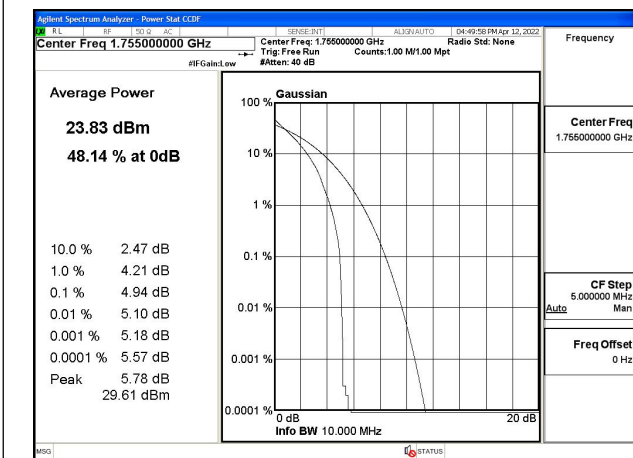 Agilent Spectrum Analyzer - Power Stat CCDF
RL RF 50 Ω AC SENSE:INT ALIGNAUTO 04:49:58 PM Apr 12, 2022
Center Freq 1.755000000 GHz
Center Freq: 1.755000000 GHz Radio Std: None
Trig: Free Run Counts:1.00 M/1.00 Mpt
#IFGain:Low #Atten: 40 dB
Frequency
Average Power
23.83 dBm
48.14 % at 0dB
10.0 % 2.47 dB
1.0 % 4.21 dB
0.1 % 4.94 dB
0.01 % 5.10 dB
0.001 % 5.18 dB
0.0001 % 5.57 dB
Peak 5.78 dB
29.61 dBm
Gaussian
100 %
10 %
1 %
0.1 %
0.01 %
0.001 %
0.0001 %
0 dB 20 dB
Info BW 10.000 MHz
Center Freq
1.755000000 GHz
CF Step
5.000000 MHz
Auto Man
Freq Offset
0 Hz
MSG STATUS